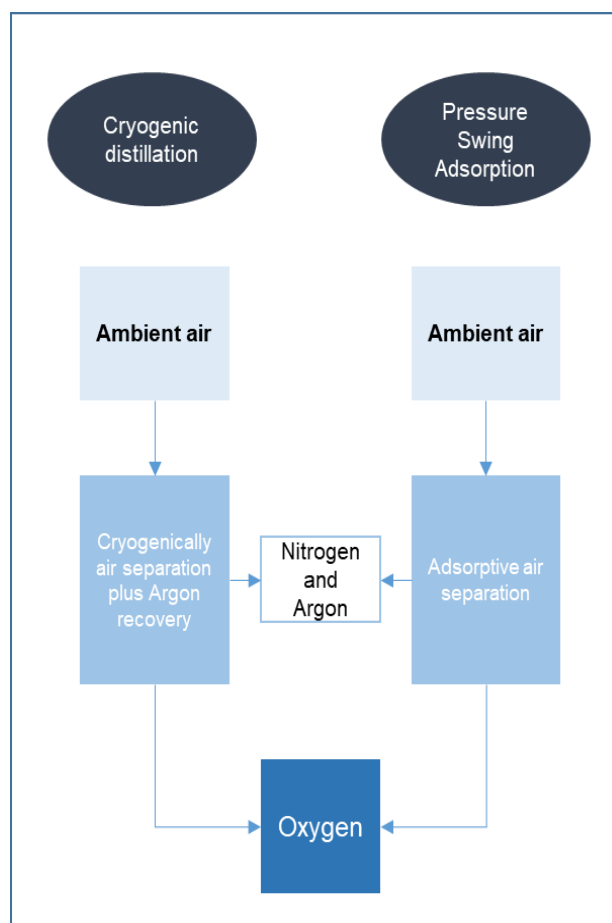 Cryogenic
distillation
Pressure
Swing
Adsorption
Ambient air
Ambient air
Cryogenically
air separation
plus Argon
recovery
Nitrogen
and
Argon
Adsorptive air
separation
Oxygen